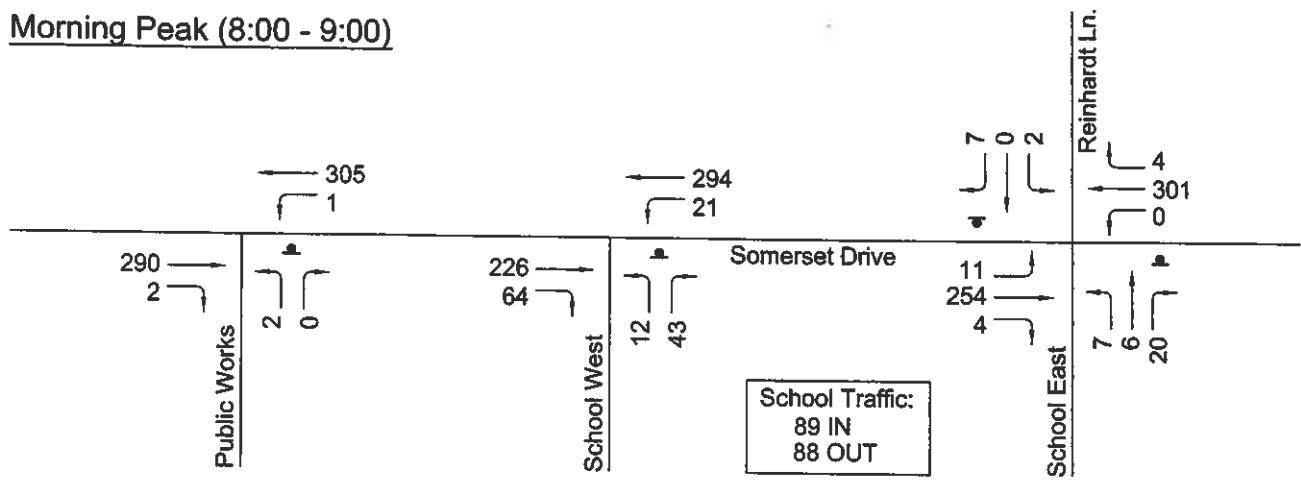 Morning Peak (8:00 - 9:00)
Reinhardt Ln.
7 0 2
4
301
0
305
1
294
21
290
2
2 0
226
64
12 43
Somerset Drive
11
254
4
7 6 20
Public Works
School West
School East
School Traffic:
89 IN
88 OUT